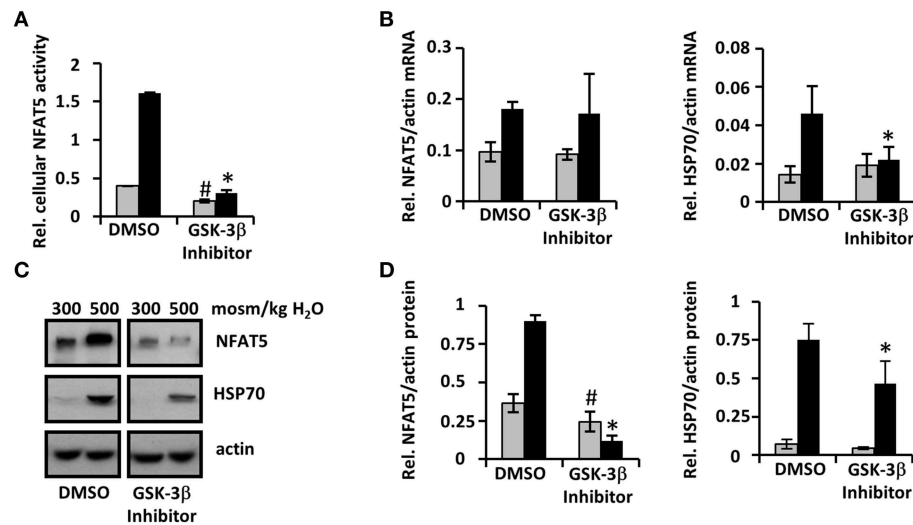 A
Rel. cellular NFAT5 activity
2
1.5
1
0.5
0
#
*
DMSO
GSK-3β
Inhibitor
B
Rel. NFAT5/actin mRNA
0.3
0.2
0.1
0.0
DMSO
GSK-3β
Inhibitor
Rel. HSP70/actin mRNA
0.08
0.06
0.04
0.02
0
*
DMSO
GSK-3β
Inhibitor
C
300 500 300 500 mosm/kg H₂O
NFAT5
HSP70
actin
DMSO
GSK-3β
Inhibitor
D
Rel. NFAT5/actin protein
1
0.75
0.5
0.25
0
#
*
DMSO
GSK-3β
Inhibitor
Rel. HSP70/actin protein
1
0.75
0.5
0.25
0
*
DMSO
GSK-3β
Inhibitor